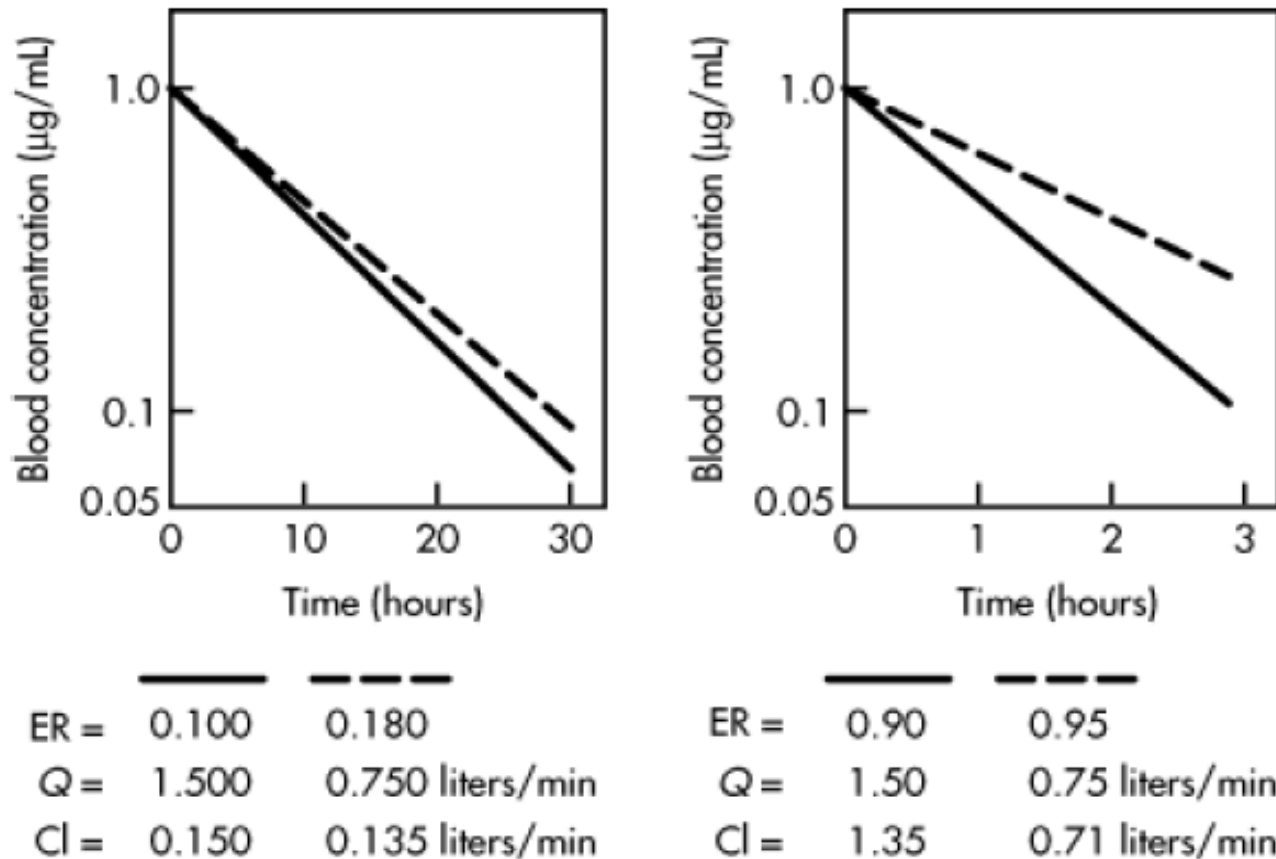 Blood concentration (µg/mL)
1.0
0.1
0.05
0 10 20 30
Time (hours)
ER = 0.100 0.180
Q = 1.500 0.750 liters/min
Cl = 0.150 0.135 liters/min
Blood concentration (µg/mL)
1.0
0.1
0.05
0 1 2 3
Time (hours)
ER = 0.90 0.95
Q = 1.50 0.75 liters/min
Cl = 1.35 0.71 liters/min